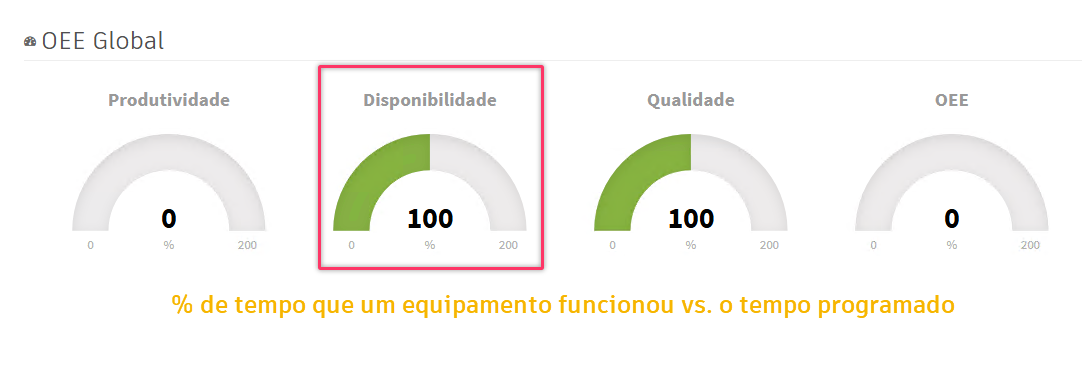 OEE Global
Produtividade
Disponibilidade
Qualidade
OEE
0
100
100
0
0 % 200
0 % 200
0 % 200
0 % 200
% de tempo que um equipamento funcionou vs. o tempo programado